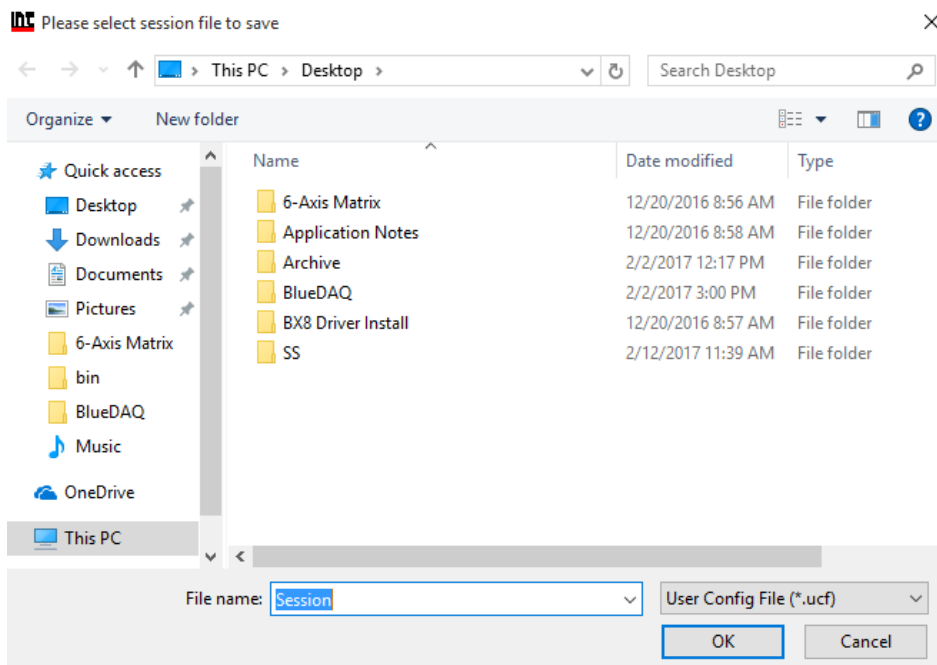 Please select session file to save
This PC > Desktop >
Search Desktop
Organize
New folder
Name
Date modified
Type
Quick access
Desktop
Downloads
Documents
Pictures
6-Axis Matrix
bin
BlueDAQ
Music
OneDrive
This PC
6-Axis Matrix 12/20/2016 8:56 AM File folder
Application Notes 12/20/2016 8:58 AM File folder
Archive 2/2/2017 12:17 PM File folder
BlueDAQ 2/2/2017 3:00 PM File folder
BX8 Driver Install 12/20/2016 8:57 AM File folder
SS 2/12/2017 11:39 AM File folder
File name: Session
User Config File (*.ucf)
OK
Cancel